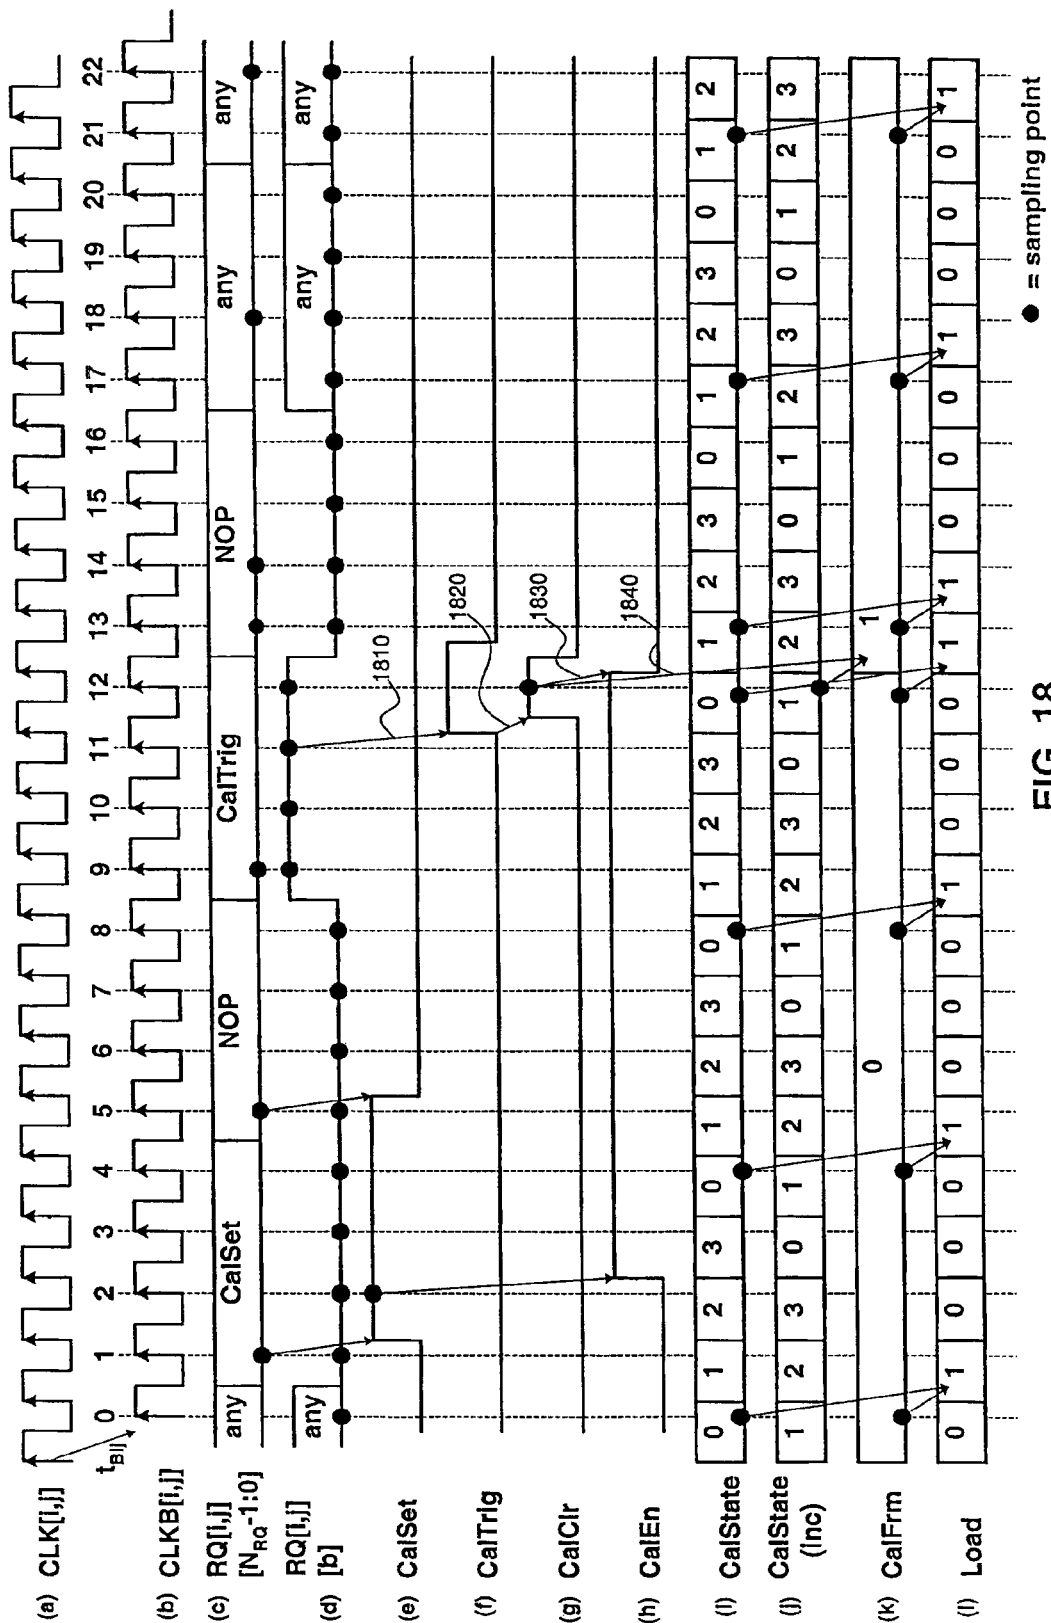 (a) CLK[i,j]
t_Bij 0 1 2 3 4 5 6 7 8 9 10 11 12 13 14 15 16 17 18 19 20 21 22
(b) CLKB[i,j]
(c) RQ[i,j] [N_RQ-1:0] any CalSet NOP CalTrig NOP any any
(d) RQ[i,j] [b] any any any
1810
(e) CalSet
(f) CalTrig
1820
(g) CalClr
1830
(h) CalEn
1840
(i) CalState 0 1 2 3 0 1 2 3 0 1 2 3 0 1 2 3 0 1 2 3 0 1 2
(j) CalState (Inc) 1 2 3 0 1 2 3 0 1 2 3 0 1 2 3 0 1 2 3 0 1 2 3
(k) CalFrm 0 1
(l) Load 0 1 0 0 0 1 0 0 0 1 0 0 0 1 1 0 0 0 1 0 0 0 1
= sampling point
FIG. 18